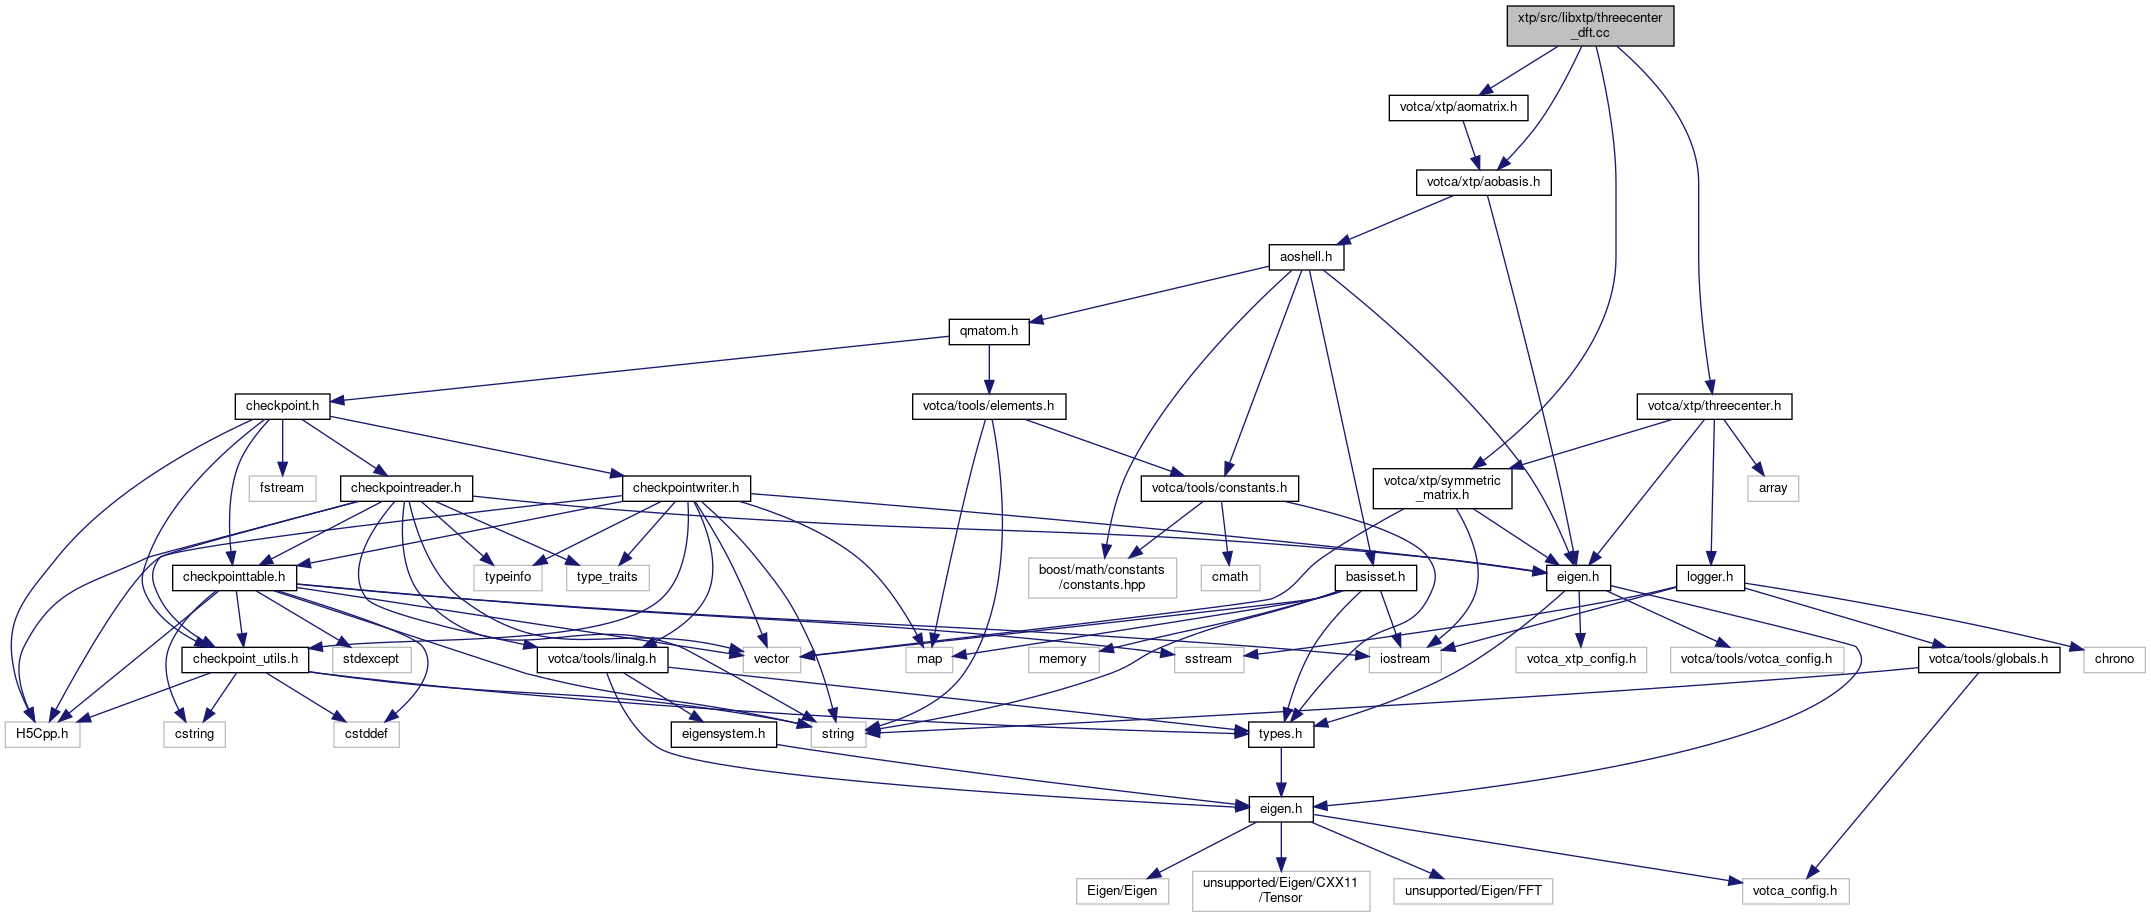 xtp/src/libxtp/threecenter
_dft.cc
votca/xtp/aomatrix.h
votca/xtp/aobasis.h
aoshell.h
qmatom.h
checkpoint.h
votca/tools/elements.h
votca/xtp/threecenter.h
fstream
checkpointreader.h
checkpointwriter.h
votca/tools/constants.h
votca/xtp/symmetric
_matrix.h
array
checkpointtable.h
typeinfo
type_traits
boost/math/constants
/constants.hpp
cmath
basisset.h
eigen.h
logger.h
checkpoint_utils.h
stdexcept
votca/tools/linalg.h
vector
map
memory
sstream
iostream
votca_xtp_config.h
votca/tools/votca_config.h
votca/tools/globals.h
chrono
H5Cpp.h
cstring
cstddef
eigensystem.h
string
types.h
eigen.h
Eigen/Eigen
unsupported/Eigen/CXX11
/Tensor
unsupported/Eigen/FFT
votca_config.h